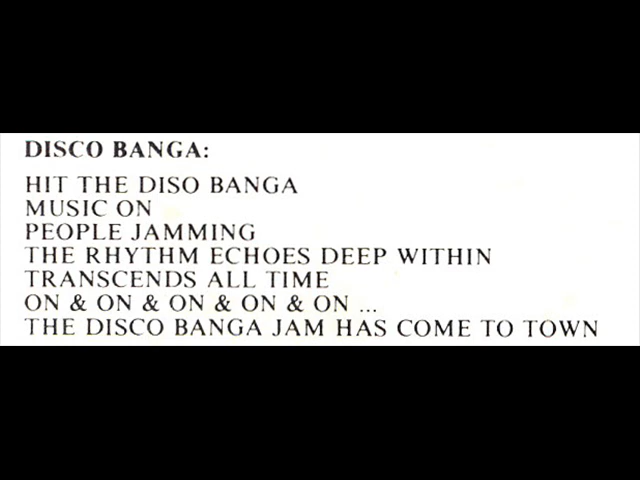 DISCO BANGA:
HIT THE DISO BANGA
MUSIC ON
PEOPLE JAMMING
THE RHYTHM ECHOES DEEP WITHIN
TRANSCENDS ALL TIME
ON & ON & ON & ON & ON ...
THE DISCO BANGA JAM HAS COME TO TOWN